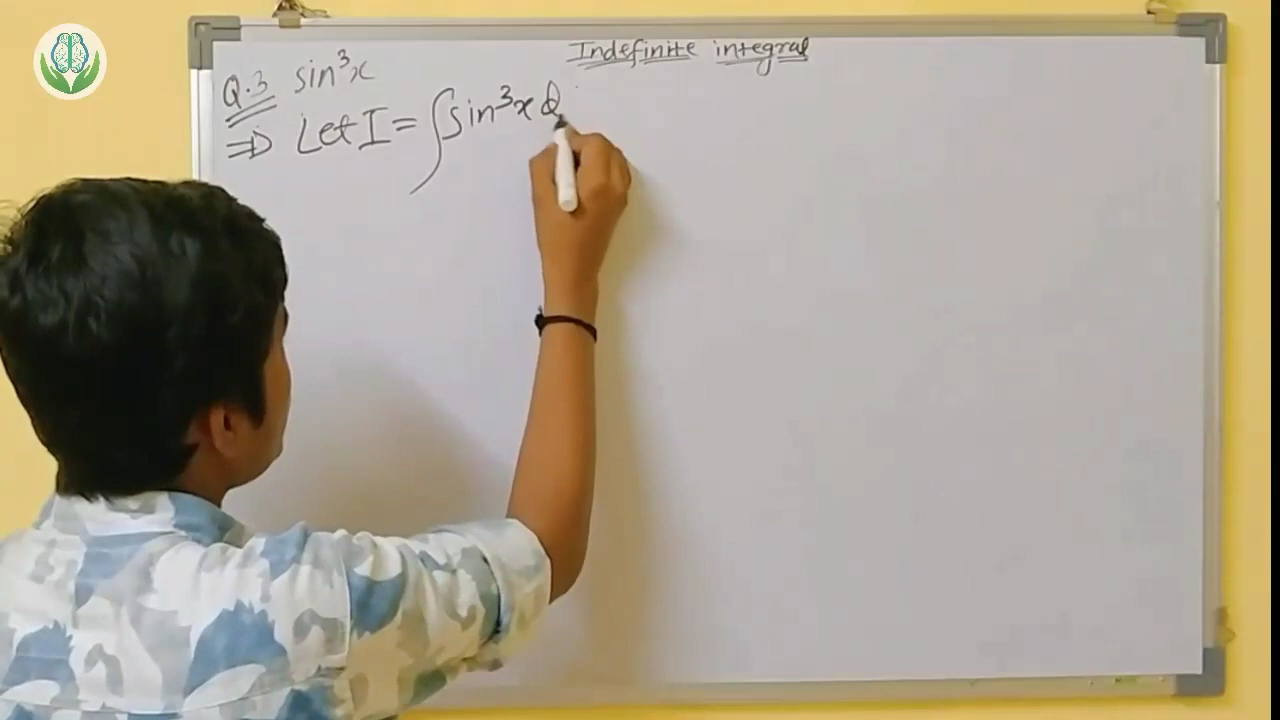 Indefinite integral
Q.3 sin³x
⇒ Let I = ∫sin³x d